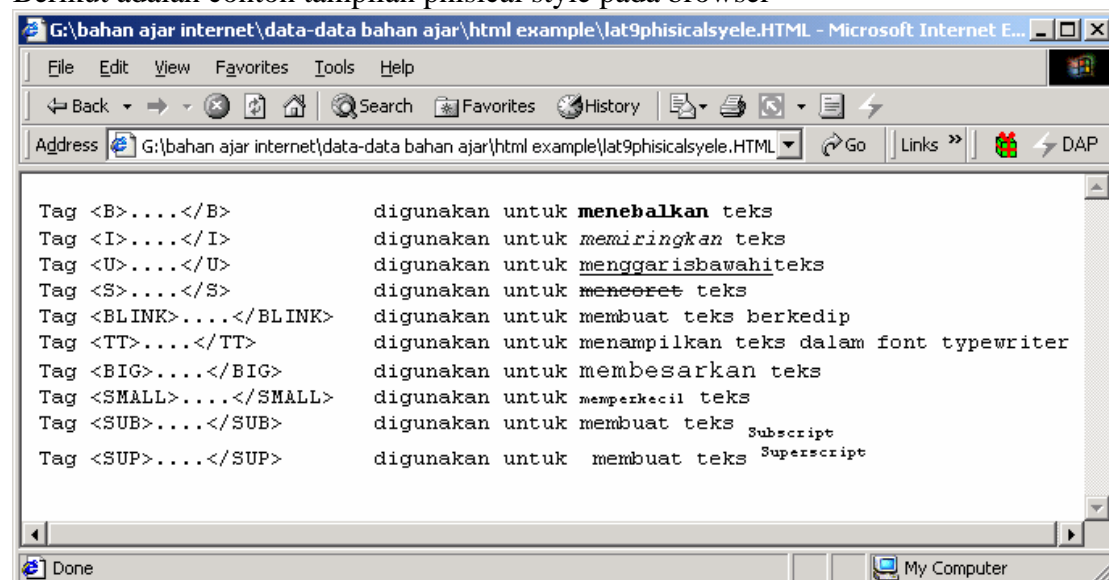 Berikut adalah contoh tampilan phisical style pada browser
G:\bahan ajar internet\data-data bahan ajar\html example\lat9phisicalsyele.HTML - Microsoft Internet E...
File Edit View Favorites Tools Help
Back Search Favorites History
Address G:\bahan ajar internet\data-data bahan ajar\html example\lat9phisicalsyele.HTML Go Links » DAP
Tag <B>....</B> digunakan untuk menebalkan teks
Tag <I>....</I> digunakan untuk memiringkan teks
Tag <U>....</U> digunakan untuk menggarisbawahiteks
Tag <S>....</S> digunakan untuk mencoret teks
Tag <BLINK>....</BLINK> digunakan untuk membuat teks berkedip
Tag <TT>....</TT> digunakan untuk menampilkan teks dalam font typewriter
Tag <BIG>....</BIG> digunakan untuk membesarkan teks
Tag <SMALL>....</SMALL> digunakan untuk memperkecil teks
Tag <SUB>....</SUB> digunakan untuk membuat teks Subscript
Tag <SUP>....</SUP> digunakan untuk membuat teks Superscript
Done My Computer